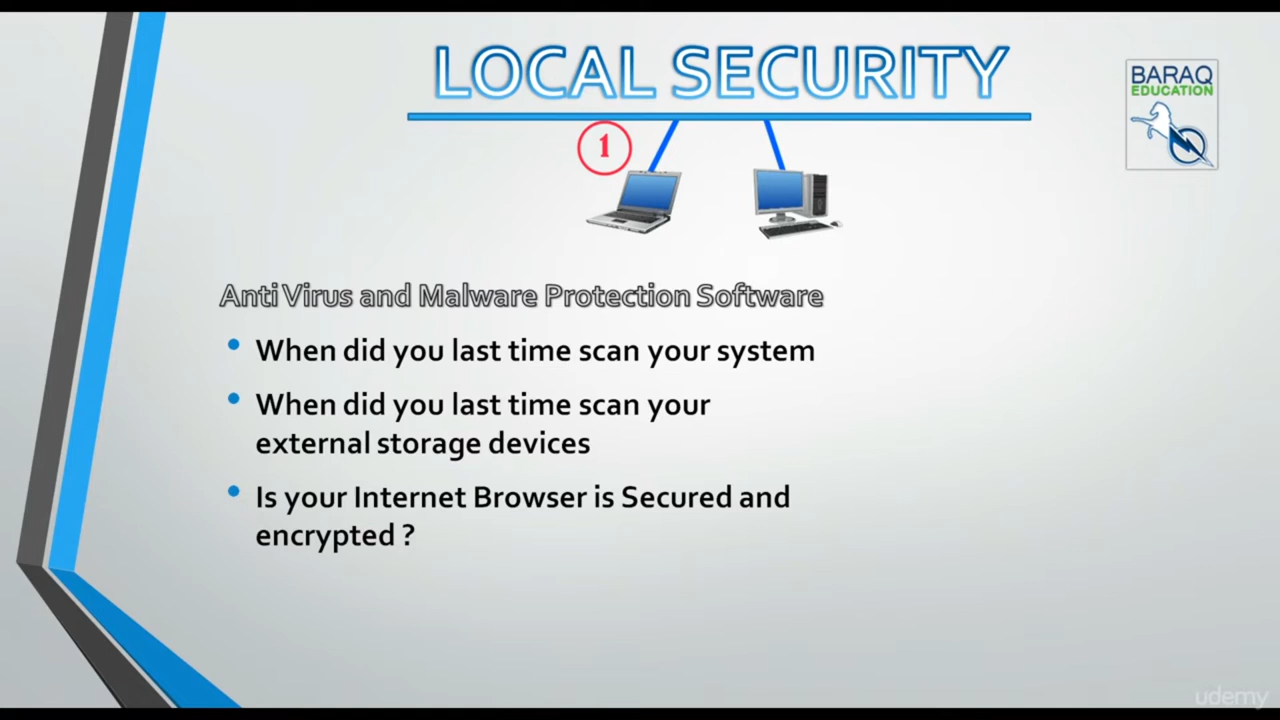 LOCAL SECURITY
BARAQ
EDUCATION
1
Anti Virus and Malware Protection Software
• When did you last time scan your system
• When did you last time scan your
external storage devices
• Is your Internet Browser is Secured and
encrypted ?
udemy